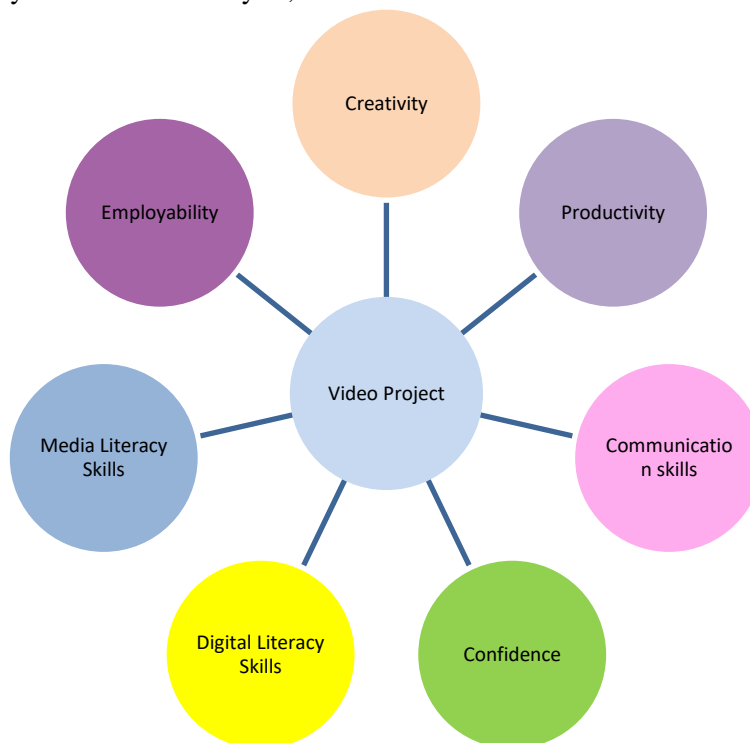 Creativity
Employability
Productivity
Video Project
Media Literacy
Skills
Communicatio
n skills
Digital Literacy
Skills
Confidence